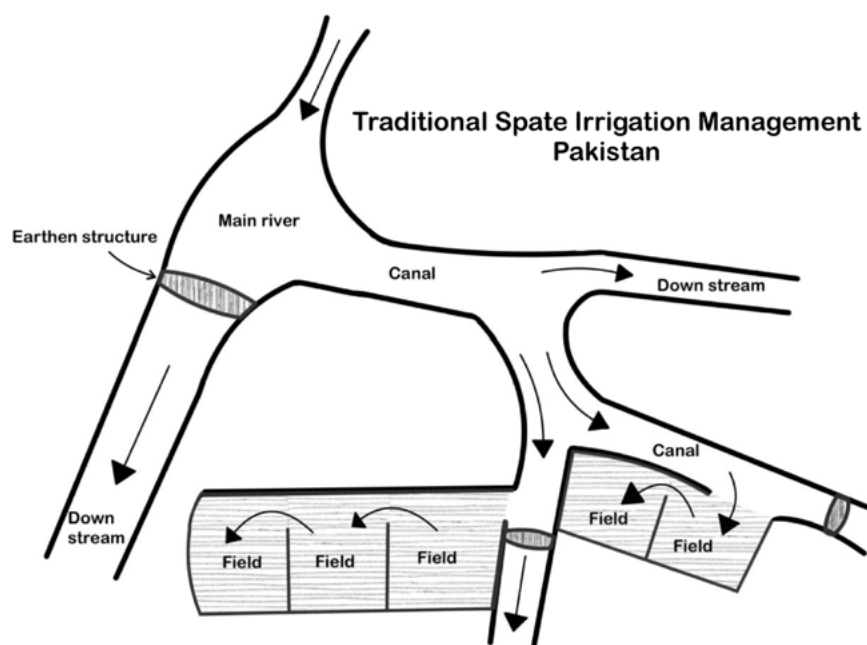 Traditional Spate Irrigation Management
Pakistan
Main river
Earthen structure
Canal
Down stream
Canal
Down
stream
Field
Field
Field
Field
Field